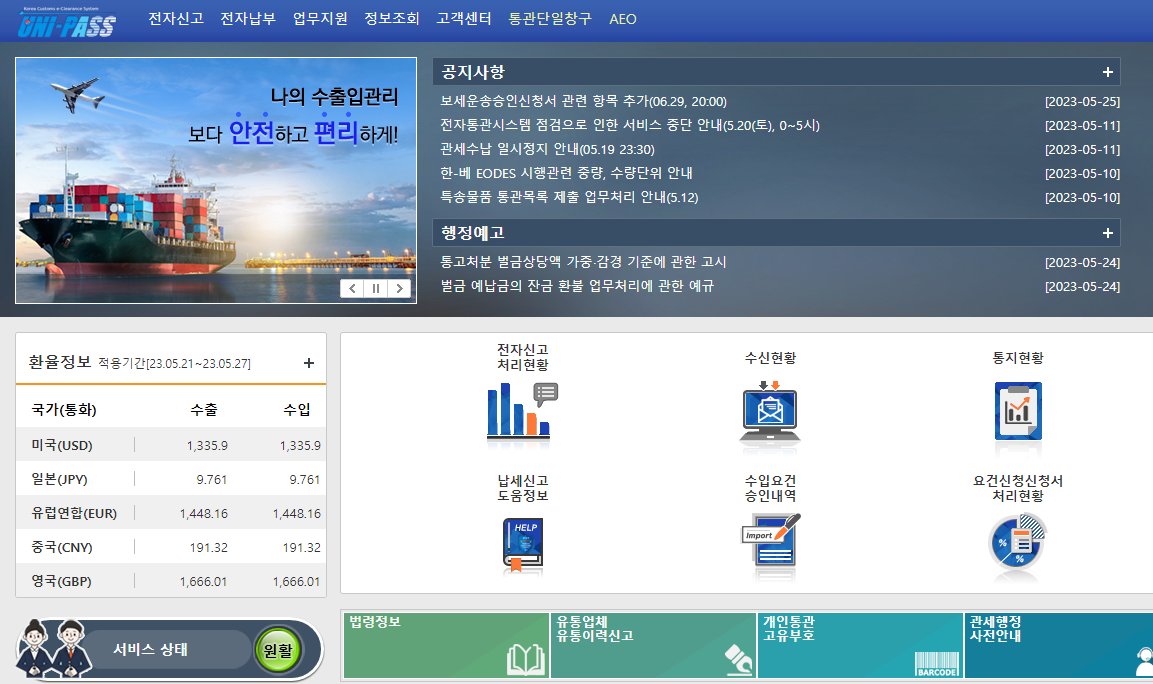 Korea Customs e-Clearance System
UNI-PASS
전자신고 전자납부 업무지원 정보조회 고객센터 통관단일창구 AEO
나의 수출입관리
보다 안전하고 편리하게!
공지사항 +
보세운송승인신청서 관련 항목 추가(06.29, 20:00) [2023-05-25]
전자통관시스템 점검으로 인한 서비스 중단 안내(5.20(토), 0~5시) [2023-05-11]
관세수납 일시정지 안내(05.19 23:30) [2023-05-11]
한-베 EODES 시행관련 중량, 수량단위 안내 [2023-05-10]
특송물품 통관목록 제출 업무처리 안내(5.12) [2023-05-10]
행정예고 +
통고처분 벌금상당액 가중·감경 기준에 관한 고시 [2023-05-24]
벌금 예납금의 잔금 환불 업무처리에 관한 예규 [2023-05-24]
환율정보 적용기간[23.05.21~23.05.27] +
국가(통화) 수출 수입
미국(USD) 1,335.9 1,335.9
일본(JPY) 9.761 9.761
유럽연합(EUR) 1,448.16 1,448.16
중국(CNY) 191.32 191.32
영국(GBP) 1,666.01 1,666.01
전자신고
처리현황
수신현황
통지현황
납세신고
도움정보
HELP
수입요건
승인내역
Import
요건신청신청서
처리현황
%
%
서비스 상태 원활
법령정보
유통업체
유통이력신고
개인통관
고유부호
BARCODE
관세행정
사전안내